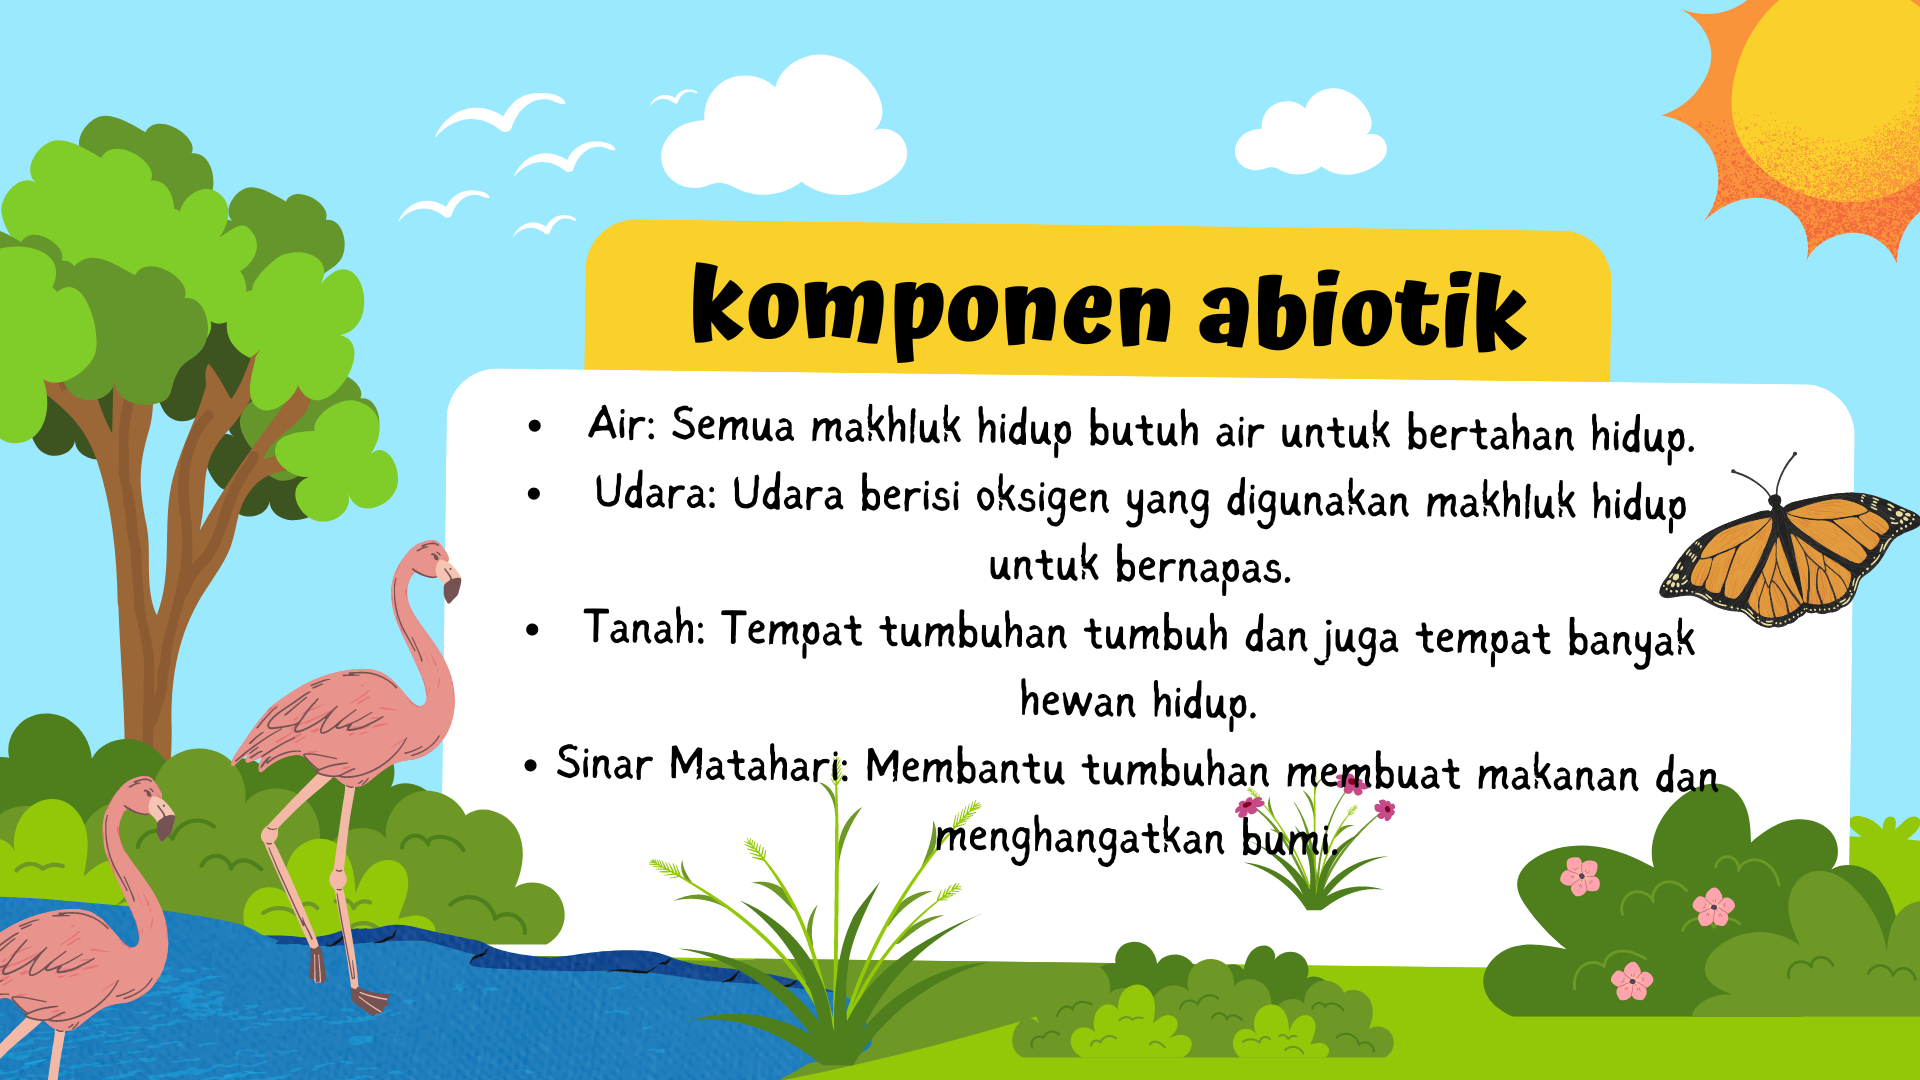 komponen abiotik
• Air: Semua makhluk hidup butuh air untuk bertahan hidup.
• Udara: Udara berisi oksigen yang digunakan makhluk hidup
untuk bernapas.
• Tanah: Tempat tumbuhan tumbuh dan juga tempat banyak
hewan hidup.
• Sinar Matahari: Membantu tumbuhan membuat makanan dan
menghangatkan bumi.